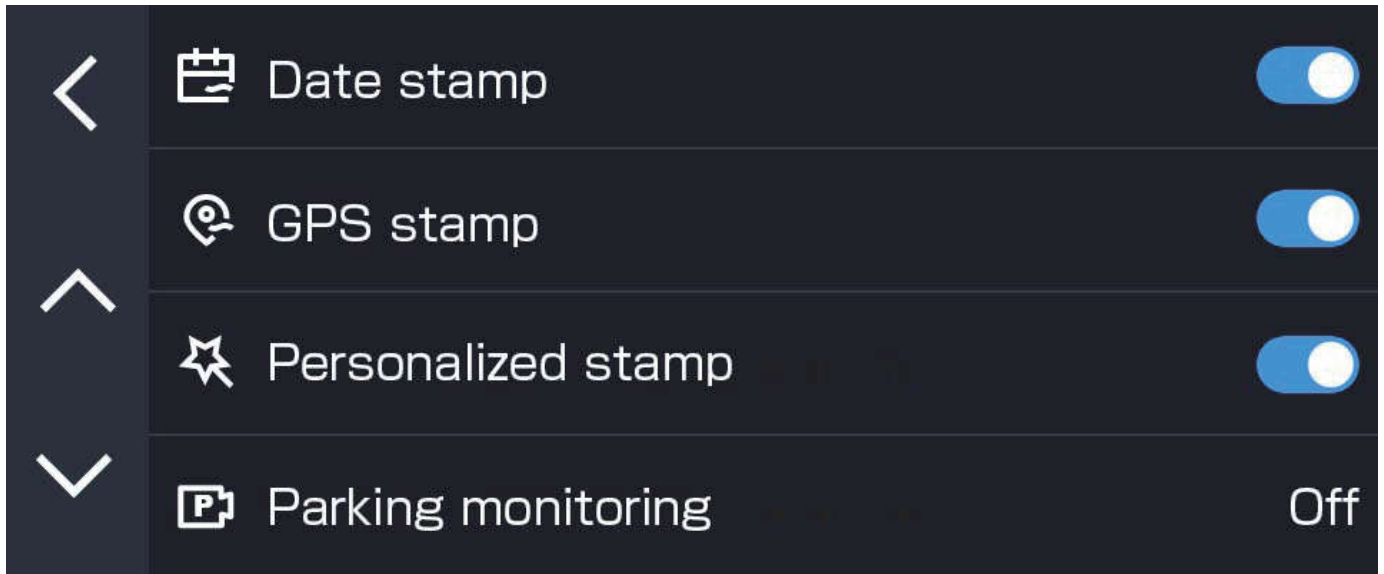 Date stamp
GPS stamp
Personalized stamp
Parking monitoring Off